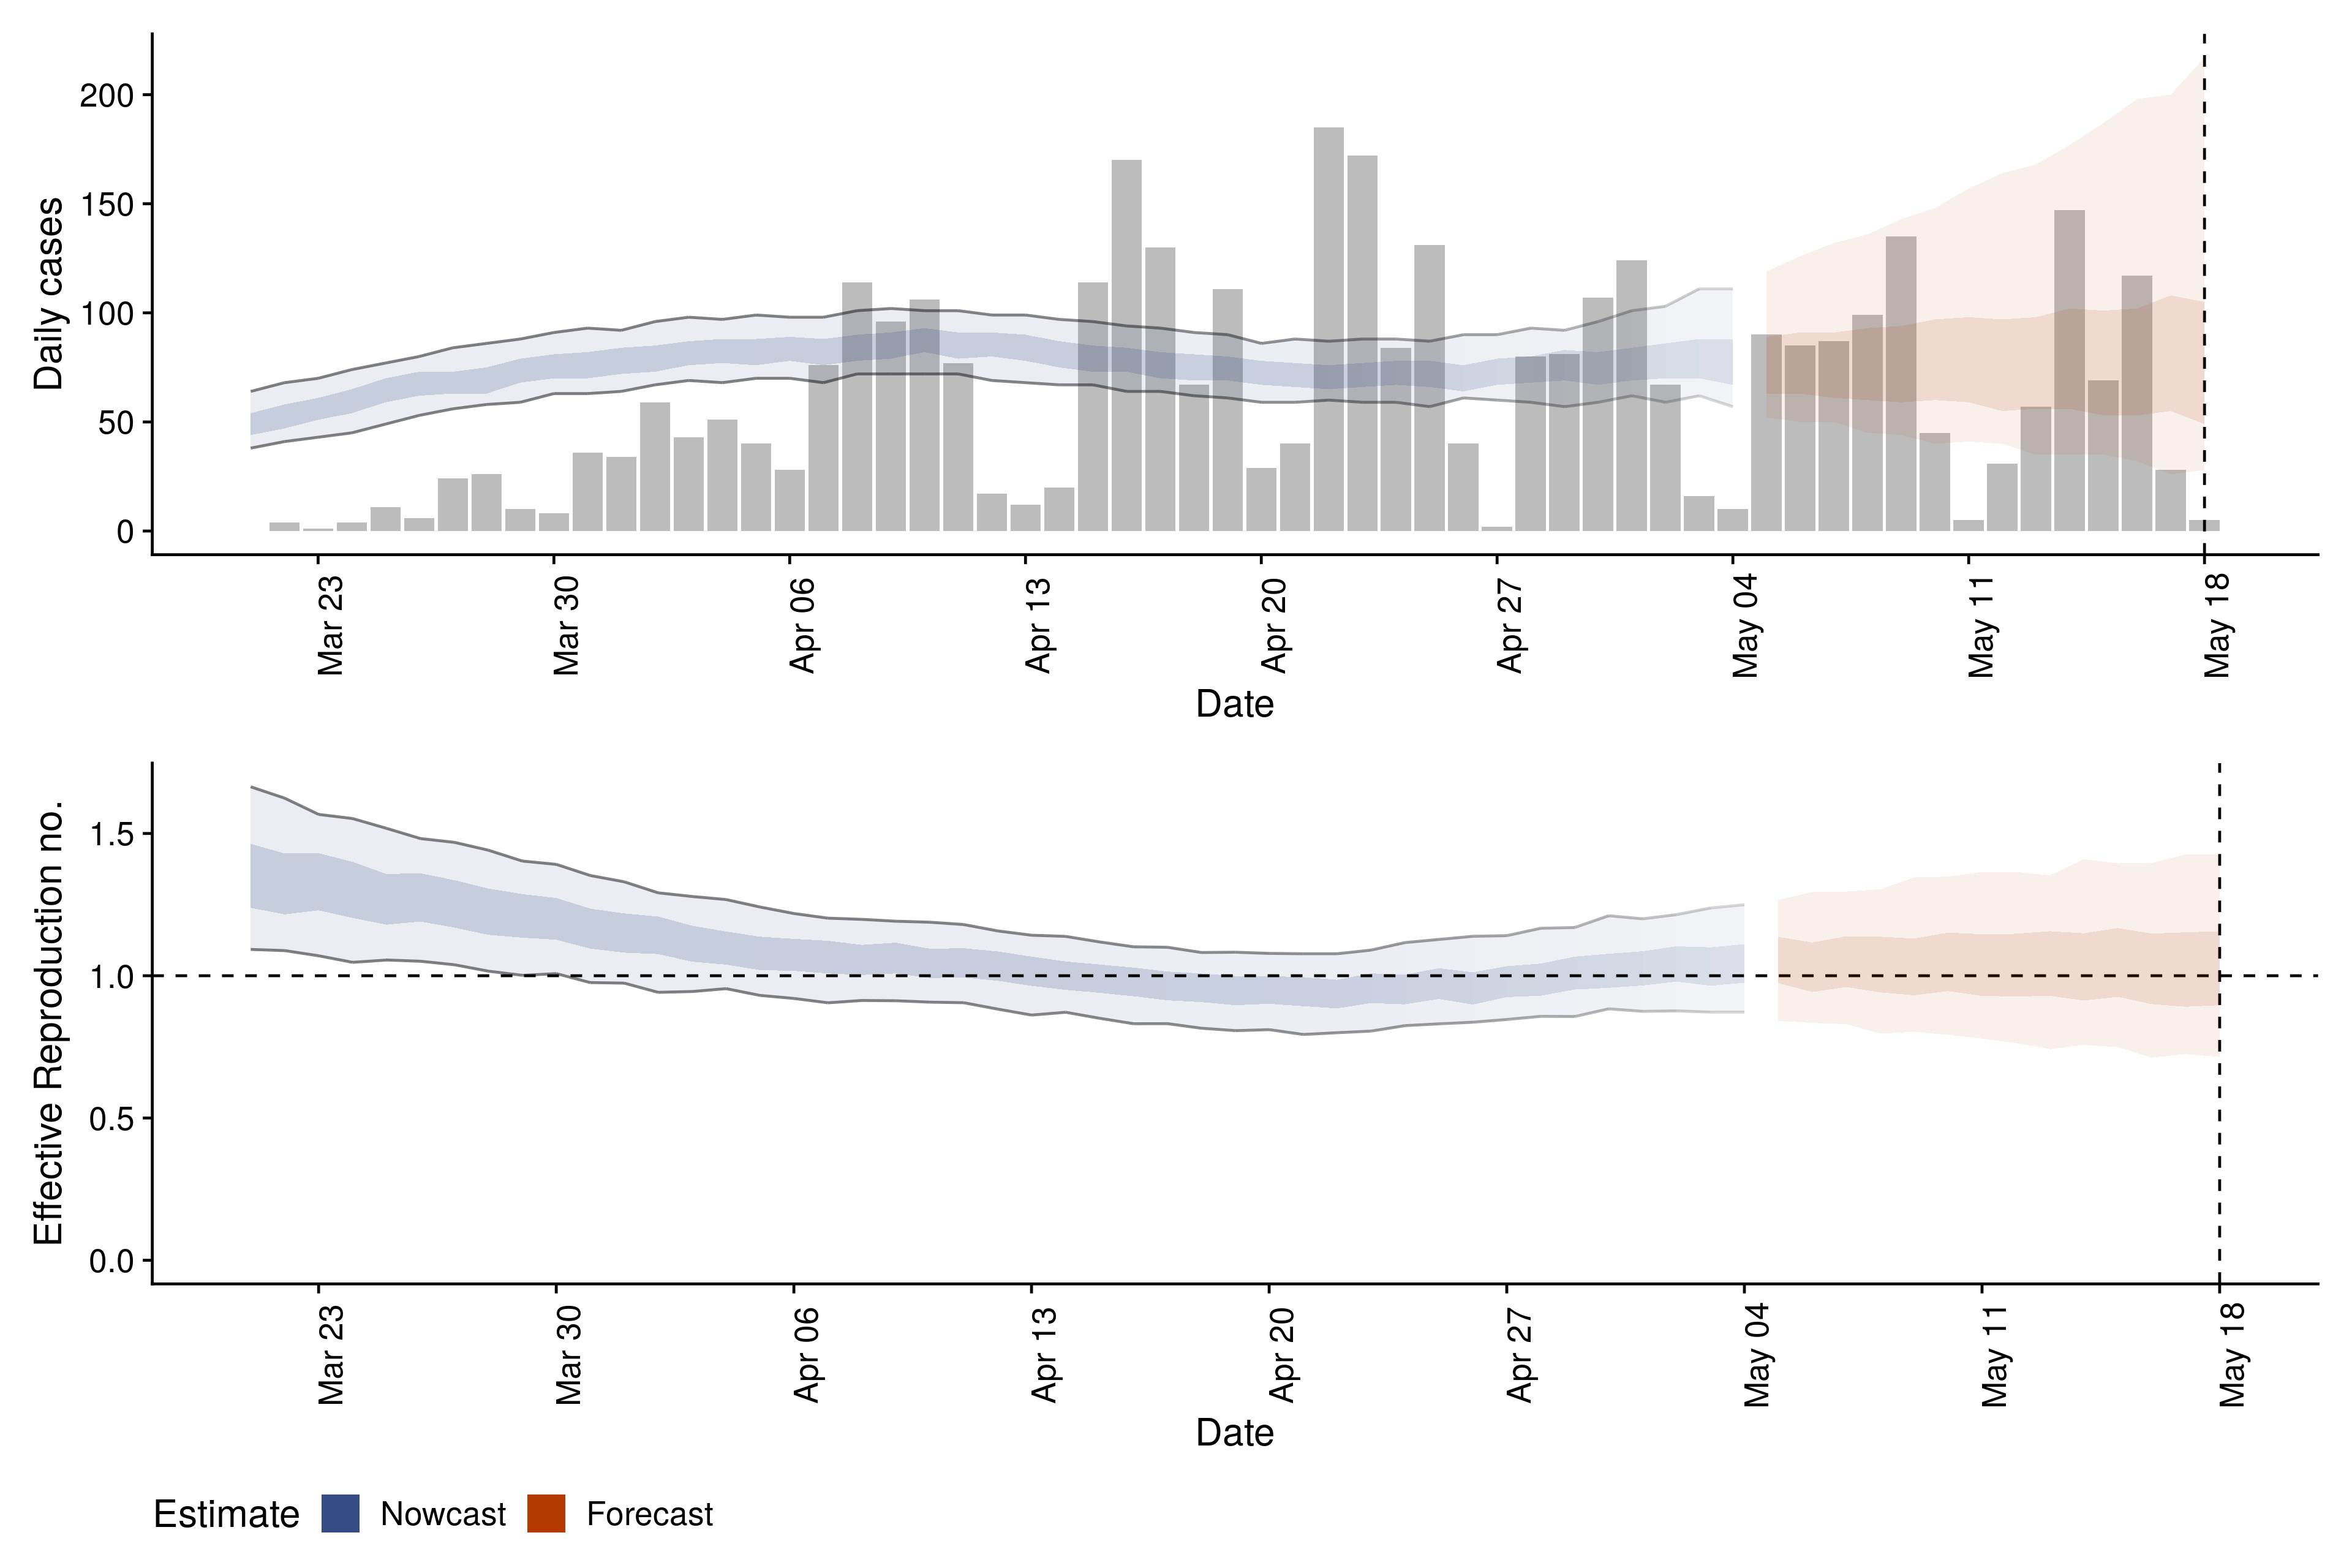 Daily cases
200
150
100
50
0
Mar 23
Mar 30
Apr 06
Apr 13
Apr 20
Apr 27
May 04
May 11
May 18
Date
Effective Reproduction no.
1.5
1.0
0.5
0.0
Mar 23
Mar 30
Apr 06
Apr 13
Apr 20
Apr 27
May 04
May 11
May 18
Date
Estimate Nowcast Forecast